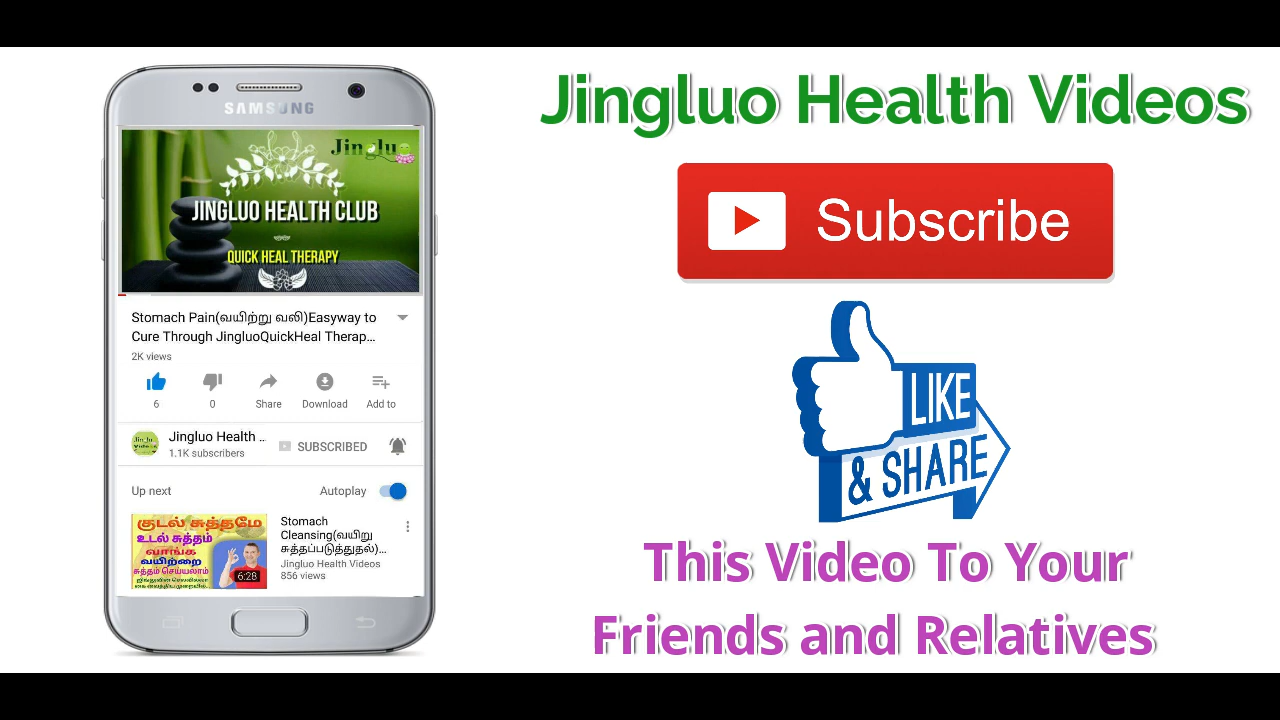 Jingluo Health Videos
Subscribe
LIKE
& SHARE
This Video To Your
Friends and Relatives
SAMSUNG
Jingluo
JINGLUO HEALTH CLUB
QUICK HEAL THERAPY
Stomach Pain(வயிற்று வலி)Easyway to
Cure Through JingluoQuickHeal Therap...
2K views
6
0
Share
Download
Add to
Jingluo Health ..
1.1K subscribers
SUBSCRIBED
Up next
Autoplay
குடல் சுத்தமே
உடல் சுத்தம்
வாங்க
வயிற்றை
சுத்தம் செய்யலாம்
6:28
Stomach
Cleansing(வயிறு
சுத்தப்படுத்துதல்)...
Jingluo Health Videos
856 views